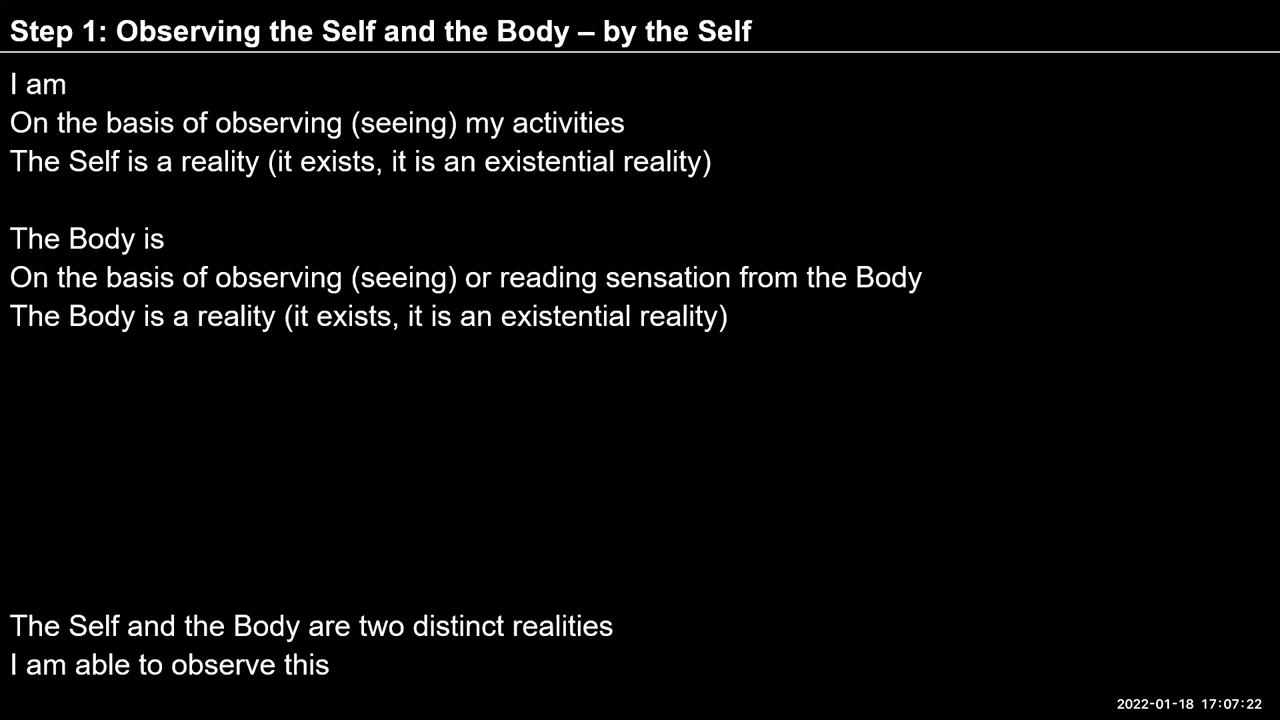 Step 1: Observing the Self and the Body – by the Self
I am
On the basis of observing (seeing) my activities
The Self is a reality (it exists, it is an existential reality)
The Body is
On the basis of observing (seeing) or reading sensation from the Body
The Body is a reality (it exists, it is an existential reality)
The Self and the Body are two distinct realities
I am able to observe this
2022-01-18 17:07:22